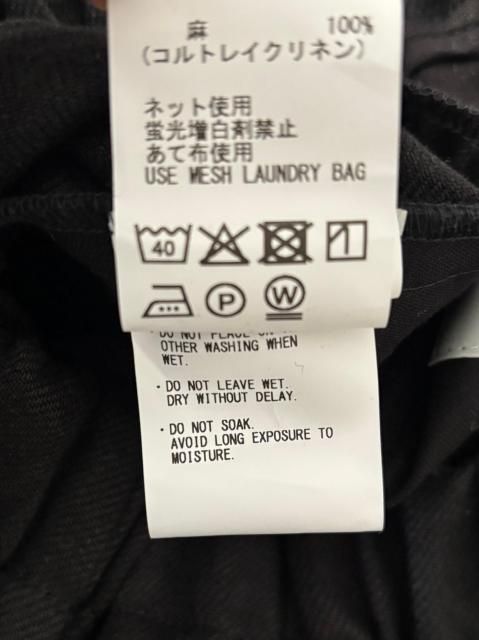 麻 100%
(コルトレイクリネン)
ネット使用
蛍光増白剤禁止
あて布使用
USE MESH LAUNDRY BAG
40
P W
OTHER WASHING WHEN
WET.
・DO NOT LEAVE WET.
DRY WITHOUT DELAY.
・DO NOT SOAK.
AVOID LONG EXPOSURE TO
MOISTURE.